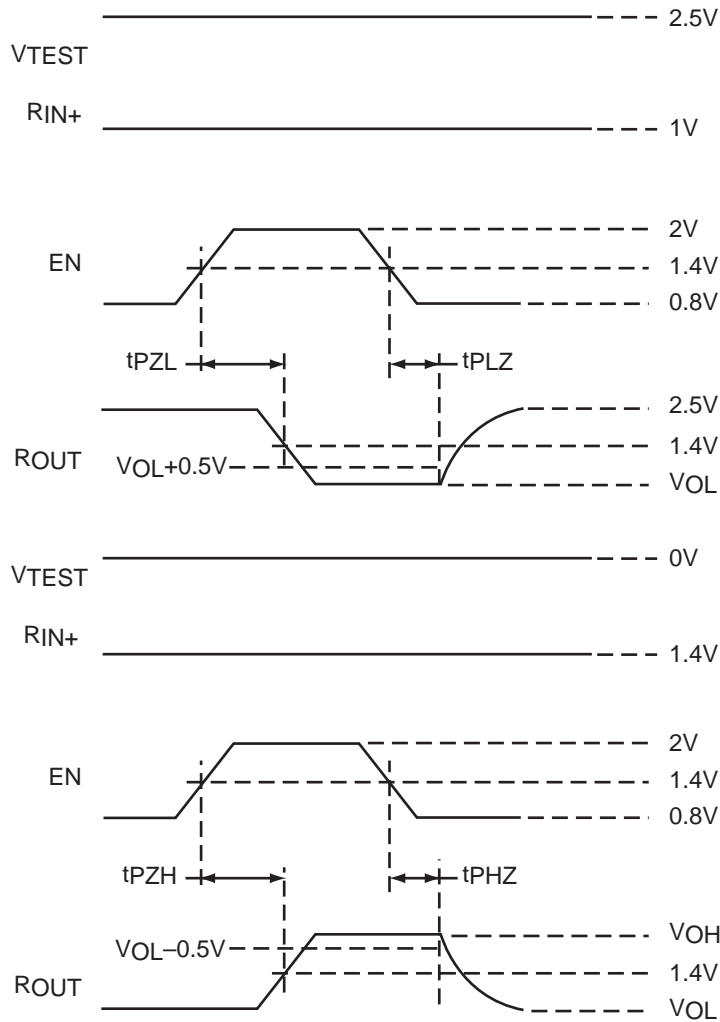 2.5V
VTEST
RIN+
1V
2V
EN
1.4V
0.8V
tPZL
tPLZ
2.5V
1.4V
ROUT
VOL+0.5V
VOL
0V
VTEST
RIN+
1.4V
2V
EN
1.4V
0.8V
tPZH
tPHZ
VOH
VOL–0.5V
1.4V
ROUT
VOL